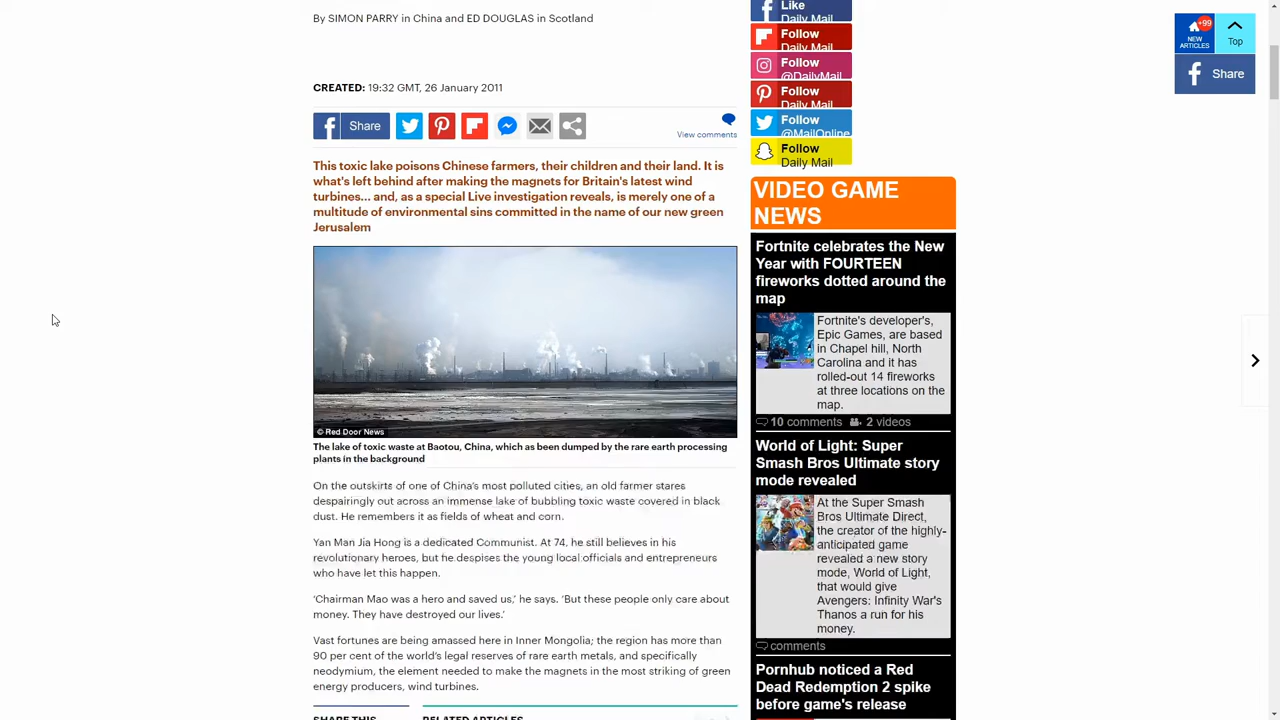 By SIMON PARRY in China and ED DOUGLAS in Scotland
CREATED: 19:32 GMT, 26 January 2011
Share
View comments
This toxic lake poisons Chinese farmers, their children and their land. It is
what's left behind after making the magnets for Britain's latest wind
turbines... and, as a special Live investigation reveals, is merely one of a
multitude of environmental sins committed in the name of our new green
Jerusalem
© Red Door News
The lake of toxic waste at Baotou, China, which as been dumped by the rare earth processing
plants in the background
On the outskirts of one of China's most polluted cities, an old farmer stares
despairingly out across an immense lake of bubbling toxic waste covered in black
dust. He remembers it as fields of wheat and corn.
Yan Man Jia Hong is a dedicated Communist. At 74, he still believes in his
revolutionary heroes, but he despises the young local officials and entrepreneurs
who have let this happen.
‘Chairman Mao was a hero and saved us,’ he says. ‘But these people only care about
money. They have destroyed our lives.’
Vast fortunes are being amassed here in Inner Mongolia; the region has more than
90 per cent of the world's legal reserves of rare earth metals, and specifically
neodymium, the element needed to make the magnets in the most striking of green
energy producers, wind turbines.
SHARE THIS
RELATED ARTICLES
Like
Daily Mail
Follow
Daily Mail
Follow
@DailyMail
Follow
Daily Mail
Follow
@MailOnline
Follow
Daily Mail
VIDEO GAME
NEWS
Fortnite celebrates the New
Year with FOURTEEN
fireworks dotted around the
map
Fortnite's developer's,
Epic Games, are based
in Chapel hill, North
Carolina and it has
rolled-out 14 fireworks
at three locations on the
map.
10 comments 2 videos
World of Light: Super
Smash Bros Ultimate story
mode revealed
At the Super Smash
Bros Ultimate Direct,
the creator of the highly-
anticipated game
revealed a new story
mode, World of Light,
that would give
Avengers: Infinity War's
Thanos a run for his
money.
comments
Pornhub noticed a Red
Dead Redemption 2 spike
before game's release
+99
NEW
ARTICLES
Top
Share